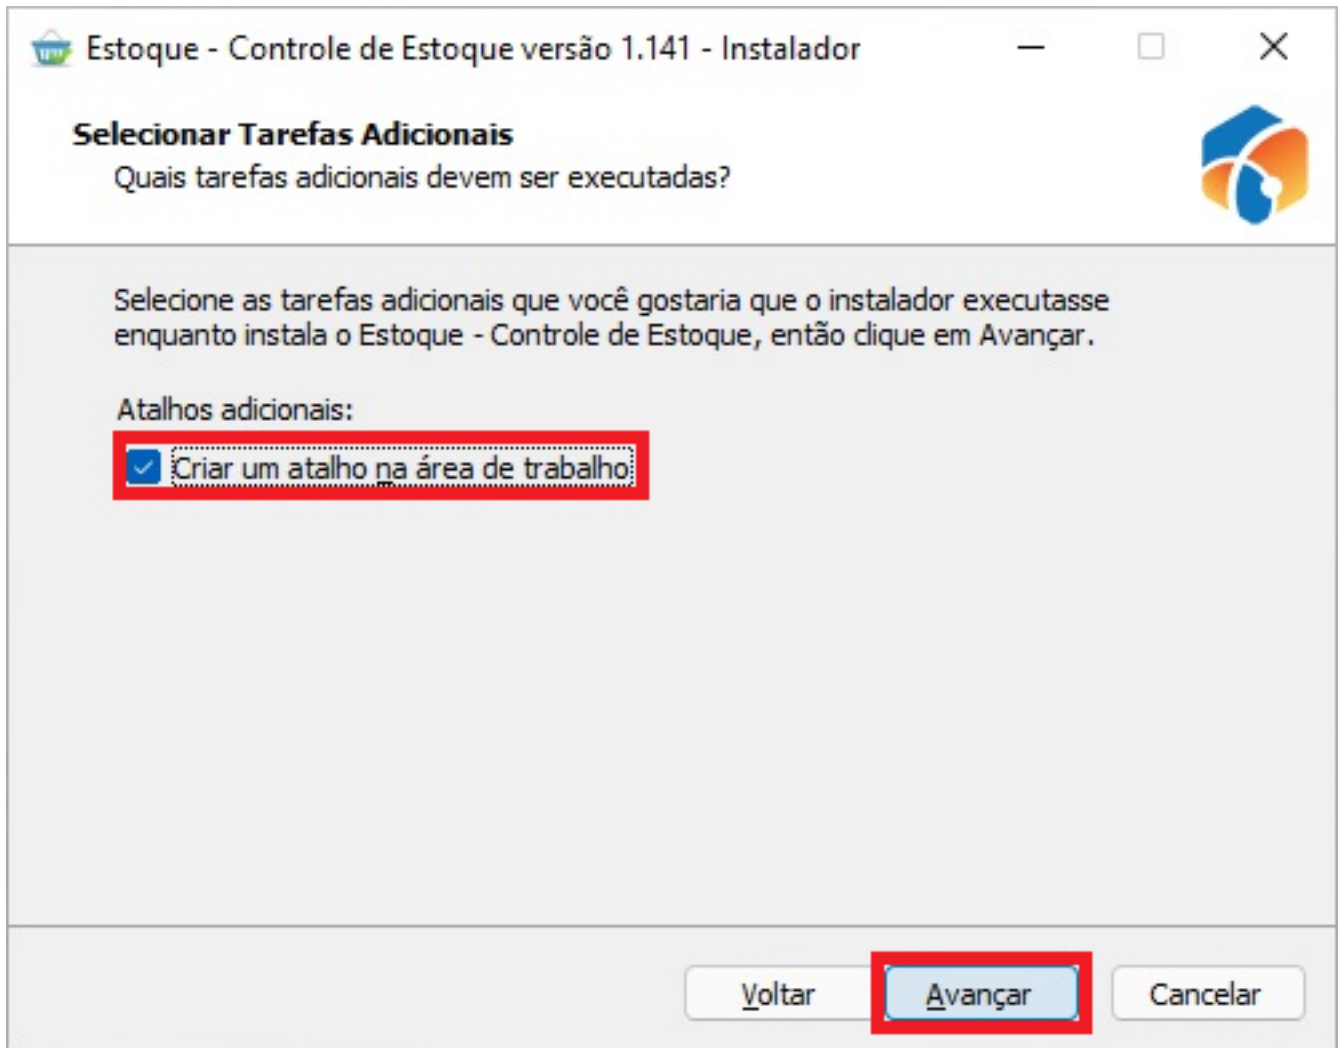 Estoque - Controle de Estoque versão 1.141 - Instalador
Selecionar Tarefas Adicionais
Quais tarefas adicionais devem ser executadas?
Selecione as tarefas adicionais que você gostaria que o instalador executasse
enquanto instala o Estoque - Controle de Estoque, então clique em Avançar.
Atalhos adicionais:
Criar um atalho na área de trabalho
Voltar
Avançar
Cancelar